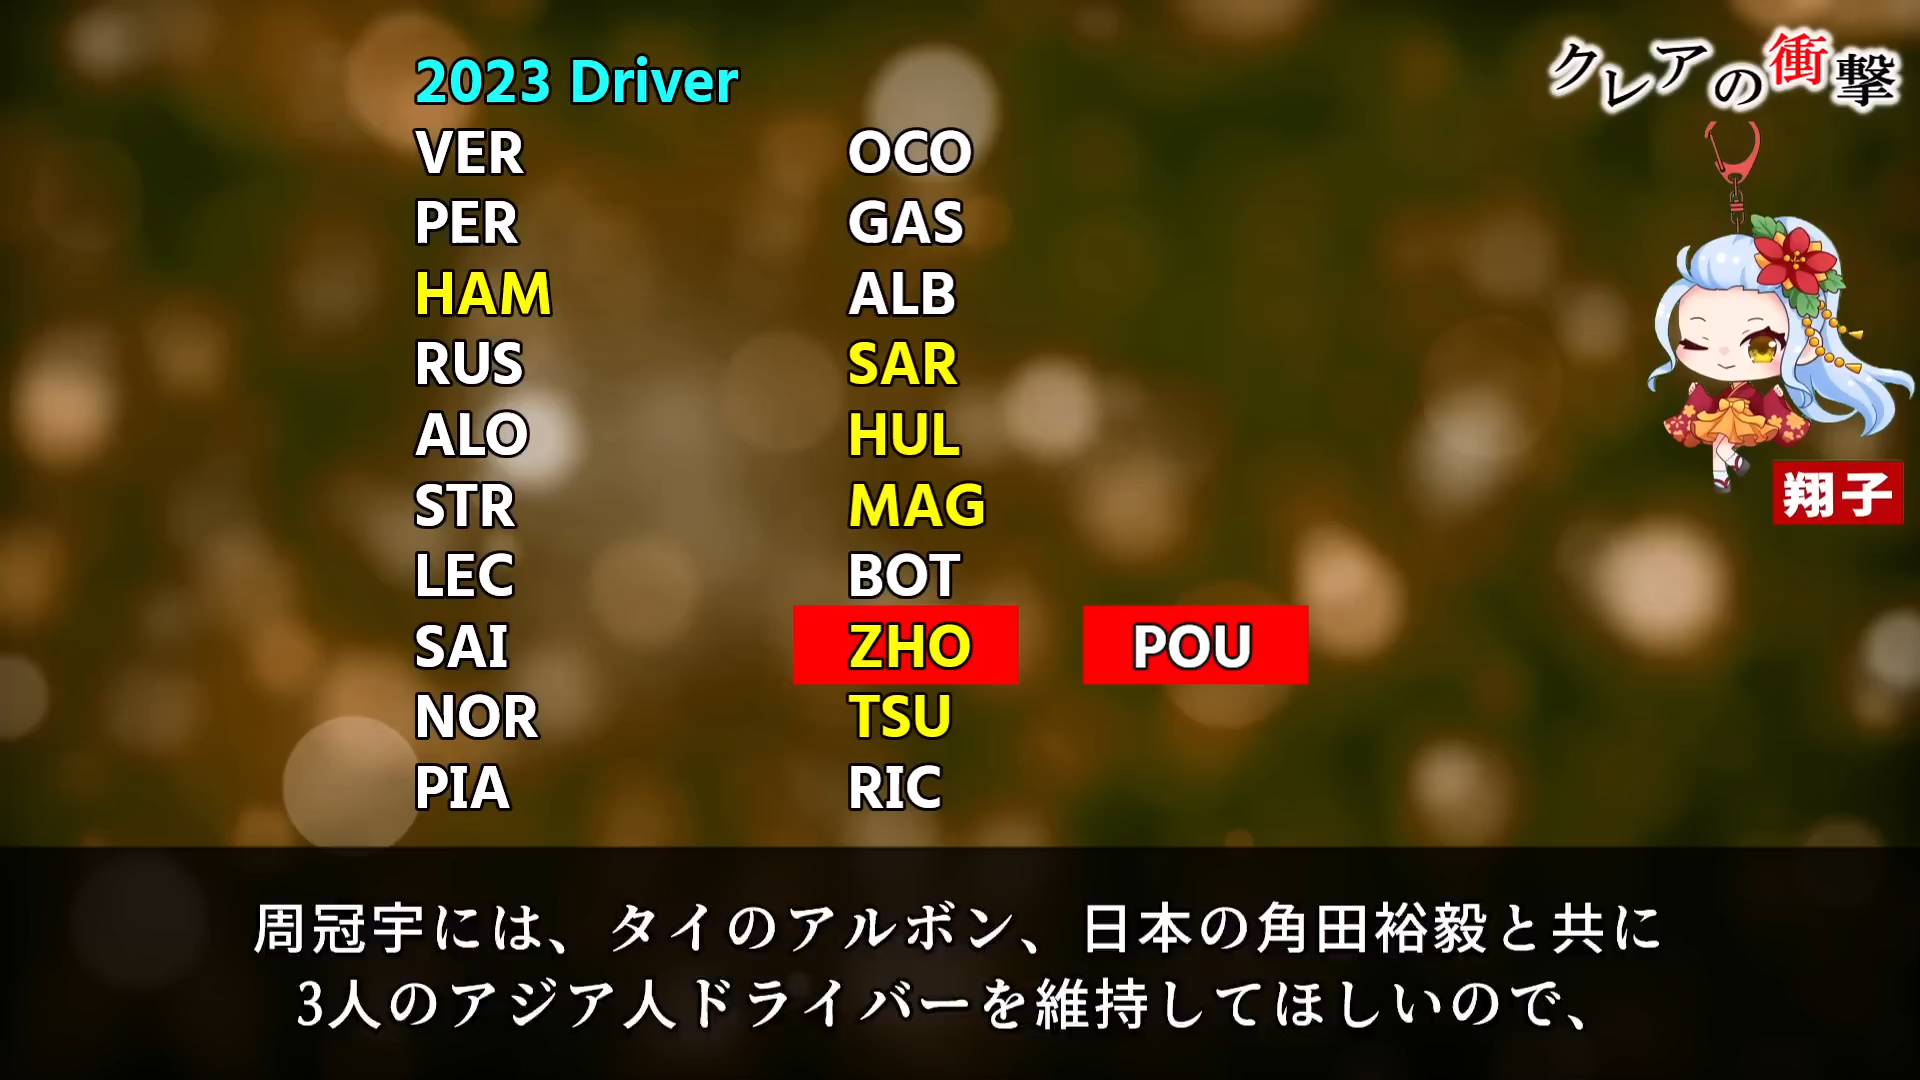 2023 Driver
VER
PER
HAM
RUS
ALO
STR
LEC
SAI
NOR
PIA
OCO
GAS
ALB
SAR
HUL
MAG
BOT
ZHO
POU
TSU
RIC
クレアの衝撃
翔子
周冠宇には、タイのアルボン、日本の角田裕毅と共に
3人のアジア人ドライバーを維持してほしいので、